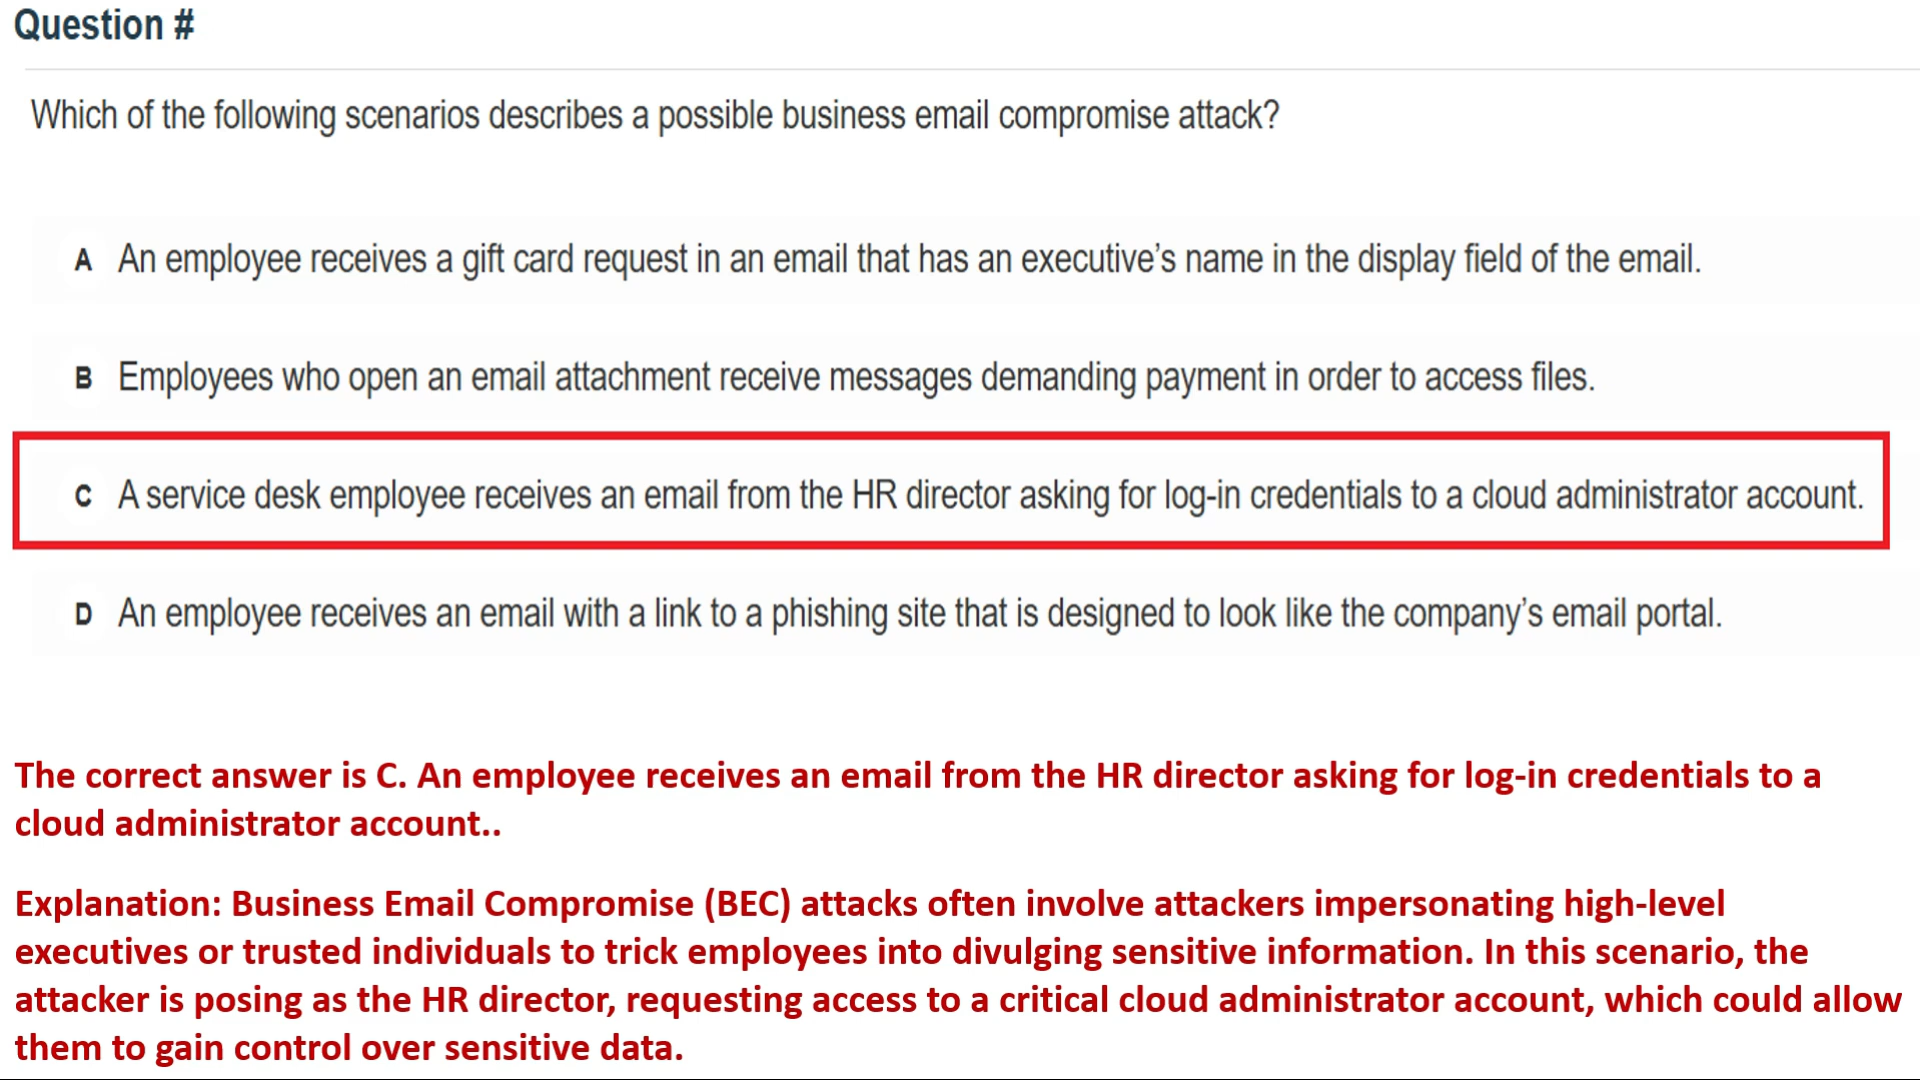 Question #
Which of the following scenarios describes a possible business email compromise attack?
A An employee receives a gift card request in an email that has an executive’s name in the display field of the email.
B Employees who open an email attachment receive messages demanding payment in order to access files.
C A service desk employee receives an email from the HR director asking for log-in credentials to a cloud administrator account.
D An employee receives an email with a link to a phishing site that is designed to look like the company’s email portal.
The correct answer is C. An employee receives an email from the HR director asking for log-in credentials to a
cloud administrator account..
Explanation: Business Email Compromise (BEC) attacks often involve attackers impersonating high-level
executives or trusted individuals to trick employees into divulging sensitive information. In this scenario, the
attacker is posing as the HR director, requesting access to a critical cloud administrator account, which could allow
them to gain control over sensitive data.